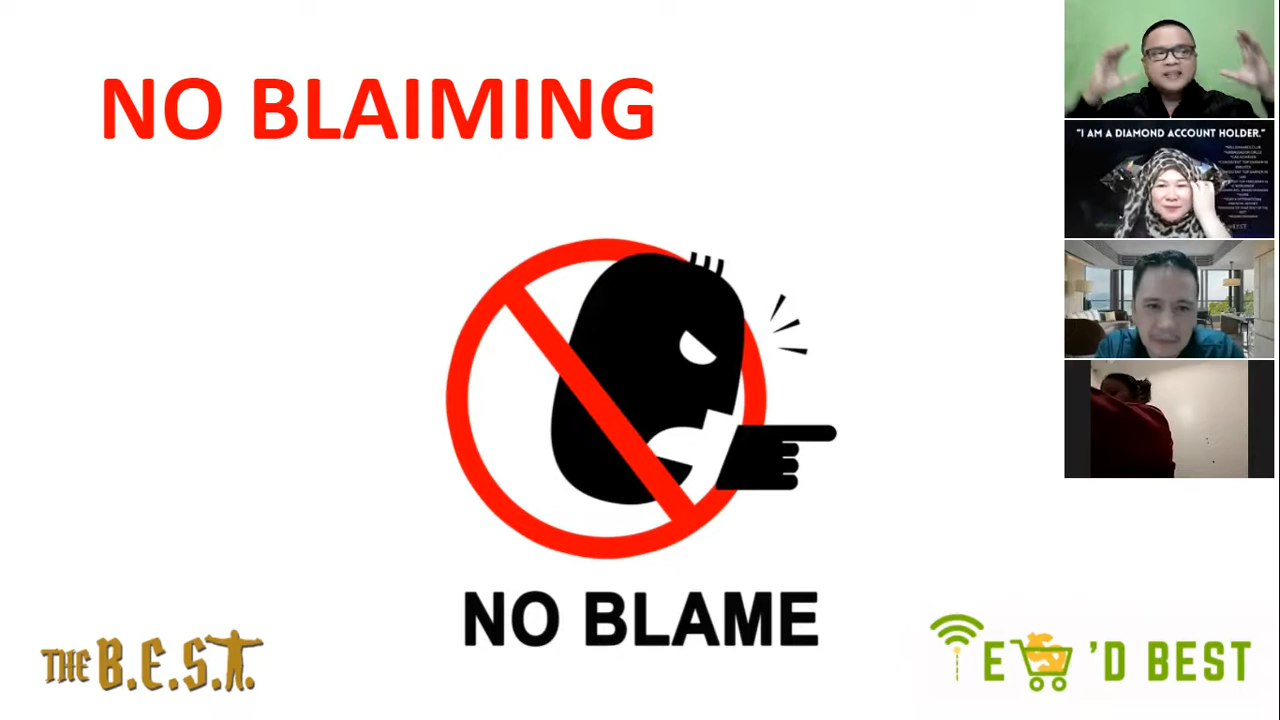 NO BLAIMING
"I AM A DIAMOND ACCOUNT HOLDER."
NO BLAME
THE B.E.S.T.
E 'D BEST